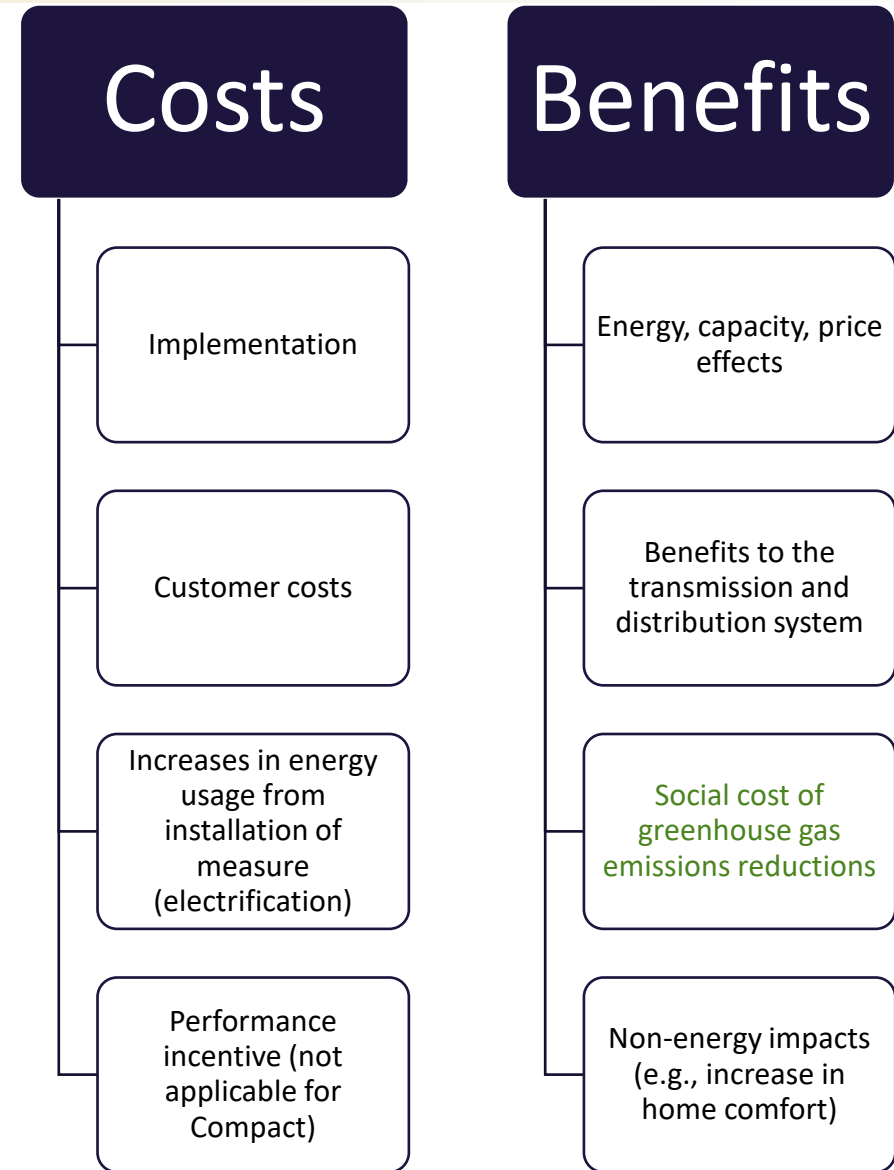 Costs
Implementation
Customer costs
Increases in energy
usage from
installation of
measure
(electrification)
Performance
incentive (not
applicable for
Compact)
Benefits
Energy, capacity, price
effects
Benefits to the
transmission and
distribution system
Social cost of
greenhouse gas
emissions reductions
Non-energy impacts
(e.g., increase in
home comfort)